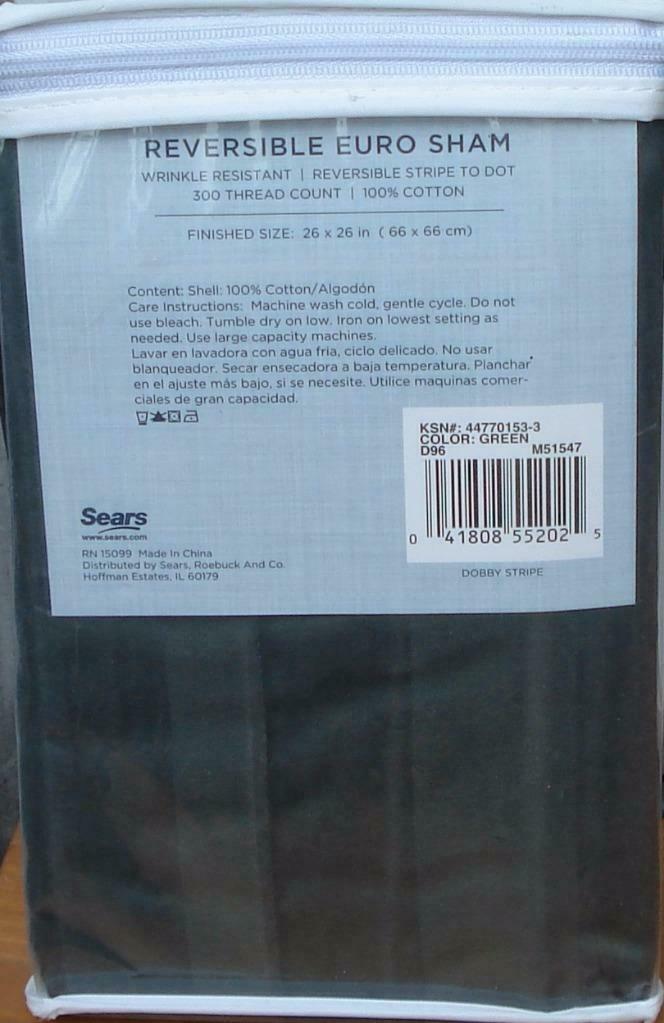 REVERSIBLE EURO SHAM
WRINKLE RESISTANT | REVERSIBLE STRIPE TO DOT
300 THREAD COUNT | 100% COTTON
FINISHED SIZE: 26 x 26 in ( 66 x 66 cm)
Content: Shell: 100% Cotton/Algodón
Care Instructions: Machine wash cold, gentle cycle. Do not
use bleach. Tumble dry on low. Iron on lowest setting as
needed. Use large capacity machines.
Lavar en lavadora con agua fria, ciclo delicado. No usar
blanqueador. Secar ensecadora a baja temperatura. Planchar
en el ajuste más bajo, si se necesite. Utilice maquinas comer-
ciales de gran capacidad.
KSN#: 44770153-3
COLOR: GREEN
D96 M51547
0 41808 55202 5
DOBBY STRIPE
Sears
www.sears.com
RN 15099 Made In China
Distributed by Sears, Roebuck And Co.
Hoffman Estates, IL 60179